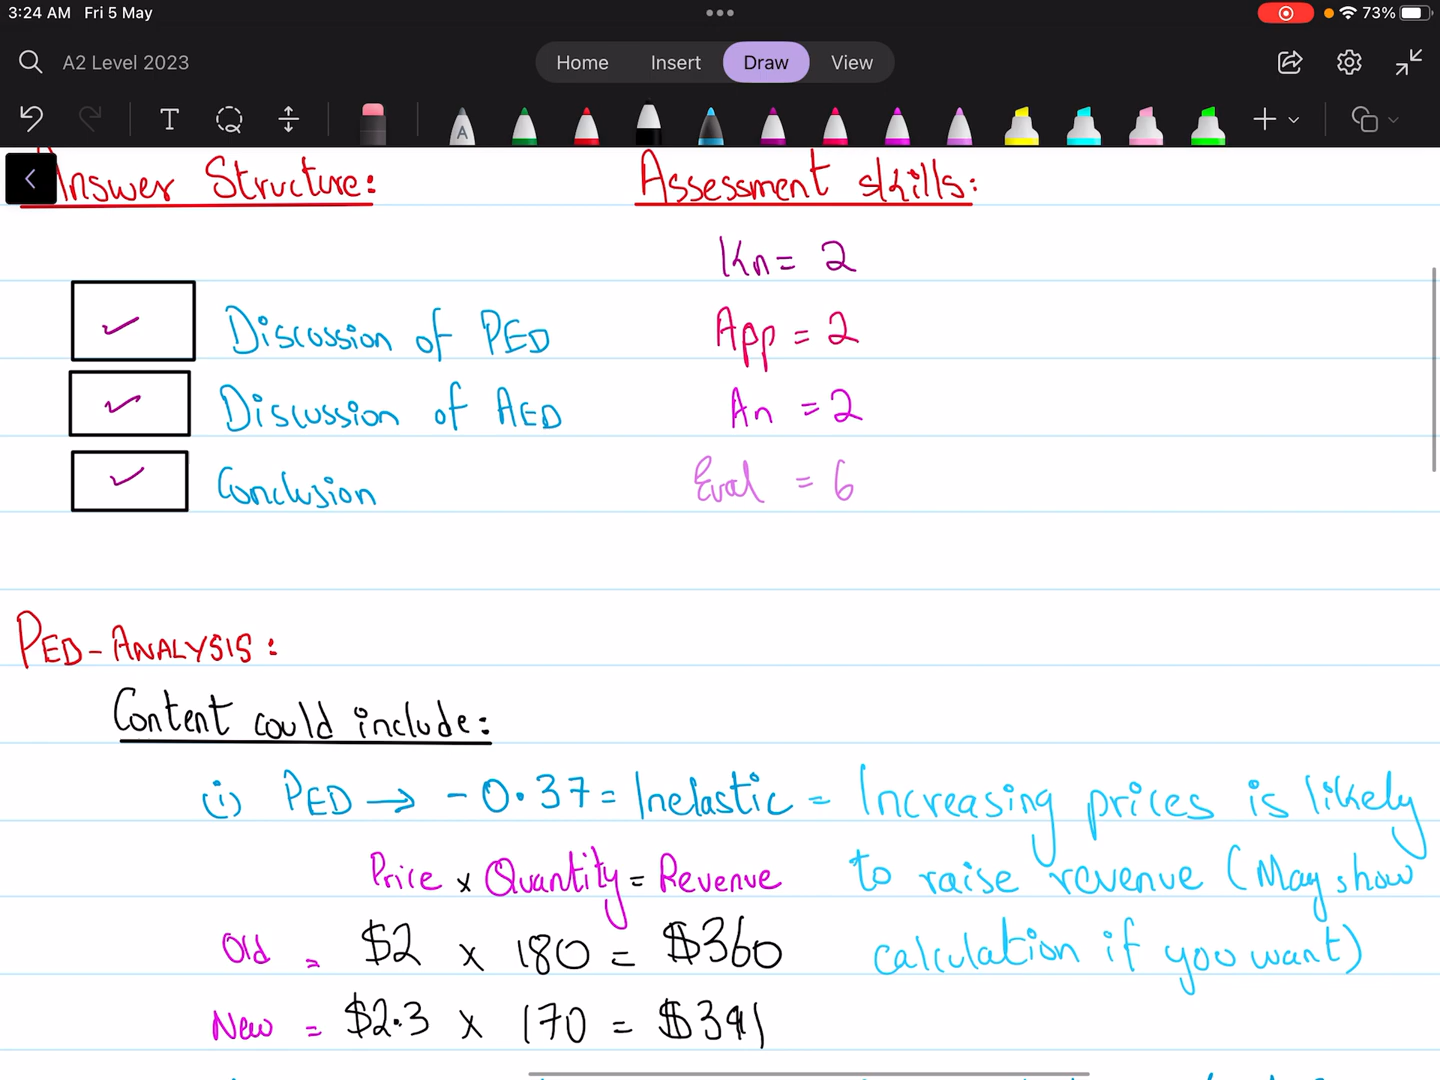 3:24 AM Fri 5 May
73%
A2 Level 2023
Home Insert Draw View
T
A
Answer Structure:
Assessment skills:
Kn = 2
Discussion of PED
App = 2
Discussion of AED
An = 2
Conclusion
Eval = 6
PED - ANALYSIS:
Content could include:
(i) PED → - 0.37 = Inelastic = Increasing prices is likely
to raise revenue (May show
calculation if you want)
Price x Quantity = Revenue
Old = $2 x 180 = $360
New = $2.3 x 170 = $391